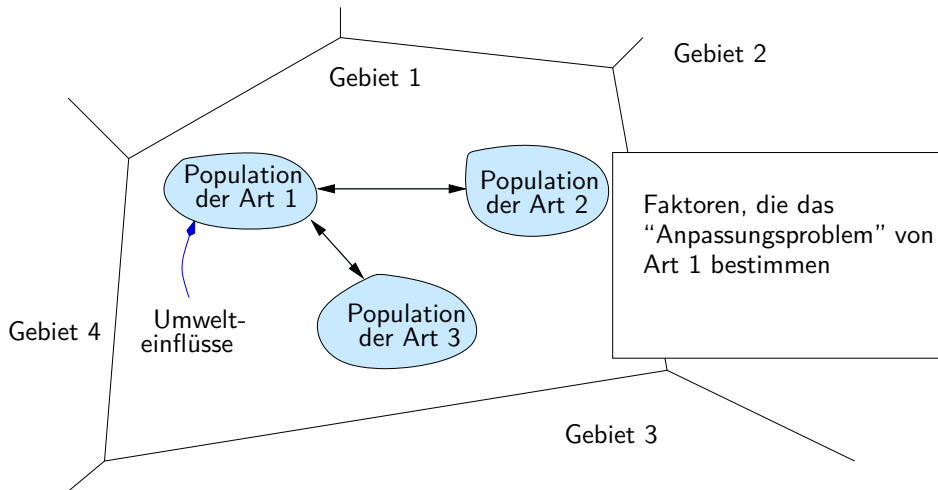 Gebiet 1
Gebiet 2
Population
der Art 1
Population
der Art 2
Faktoren, die das
“Anpassungsproblem” von
Art 1 bestimmen
Population
der Art 3
Umwelt-
einflüsse
Gebiet 4
Gebiet 3